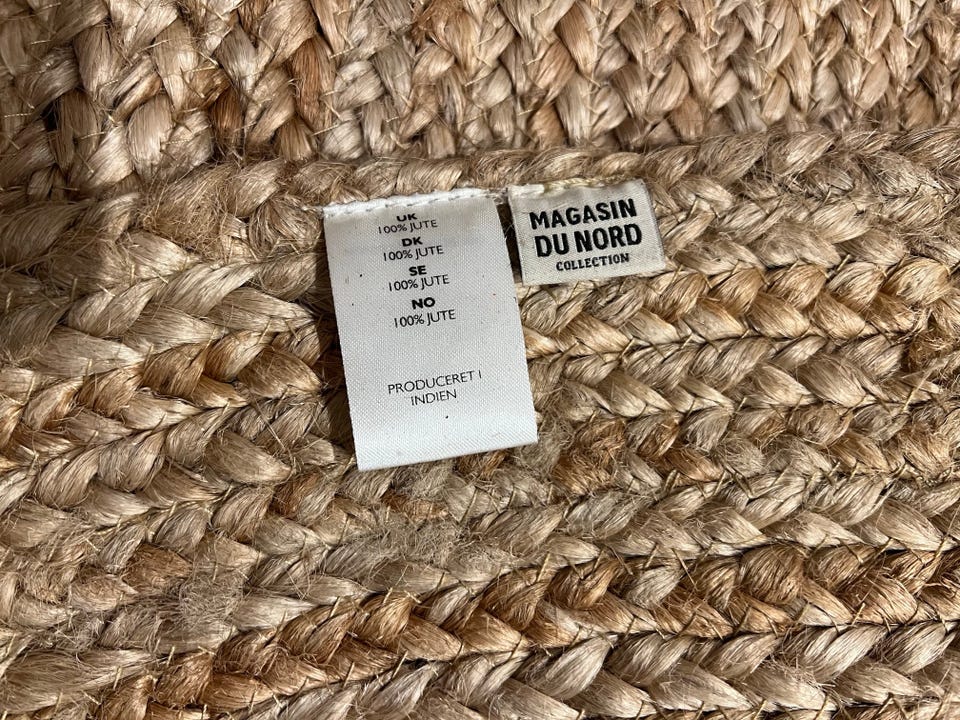 UK
100% JUTE
DK
100% JUTE
SE
100% JUTE
NO
100% JUTE
PRODUCERET I
INDIEN
MAGASIN
DU NORD
COLLECTION